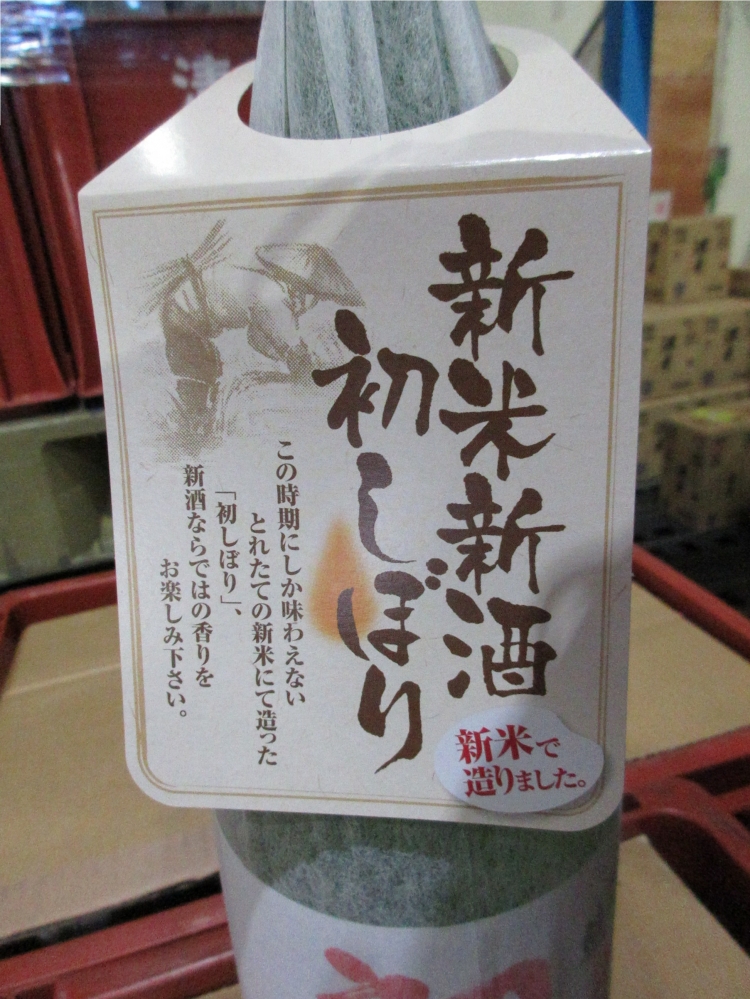 新米新酒
初しぼり
この時期にしか味わえない
とれたての新米にて造った
「初しぼり」、
新酒ならではの香りを
お楽しみ下さい。
新米で
造りました。
清